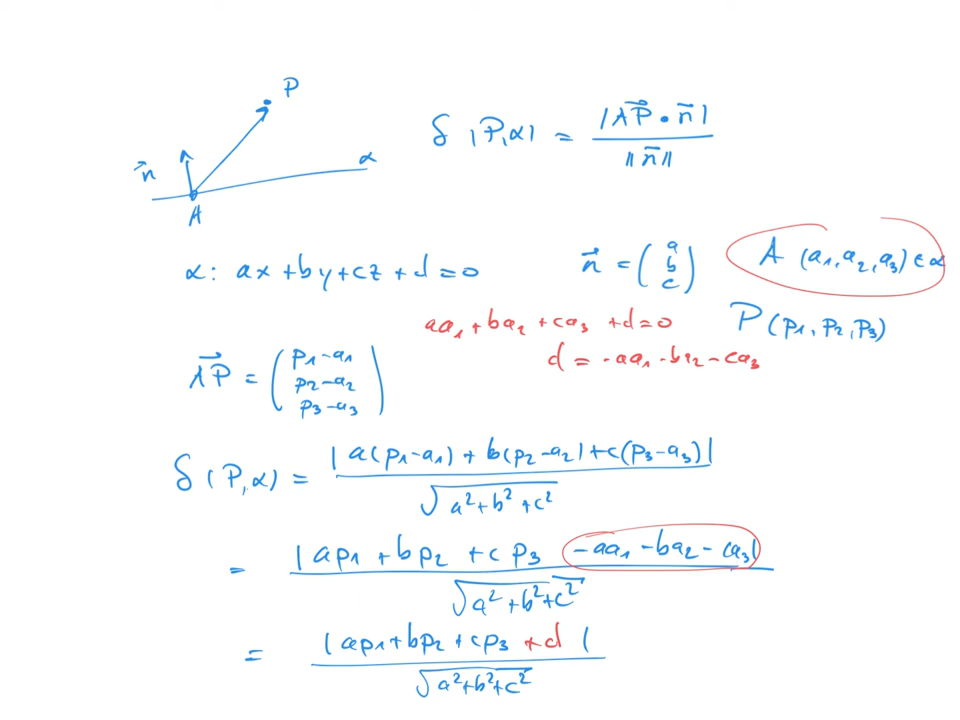 P
n⃗
α
A
δ (P,α) = |AP⃗ • n⃗| / ‖n⃗‖
α: ax + by + cz + d = 0
n⃗ = (a b c)
A (a₁, a₂, a₃) ∈ α
aa₁ + ba₂ + ca₃ + d = 0
P (p₁, p₂, p₃)
d = -aa₁ - ba₂ - ca₃
AP⃗ = (p₁-a₁ p₂-a₂ p₃-a₃)
δ (P,α) = |a(p₁-a₁) + b(p₂-a₂) + c(p₃-a₃)| / √(a²+b²+c²)
= |ap₁ + bp₂ + cp₃ -aa₁ -ba₂ -ca₃| / √(a²+b²+c²)
= |ap₁+bp₂+cp₃ +d| / √(a²+b²+c²)